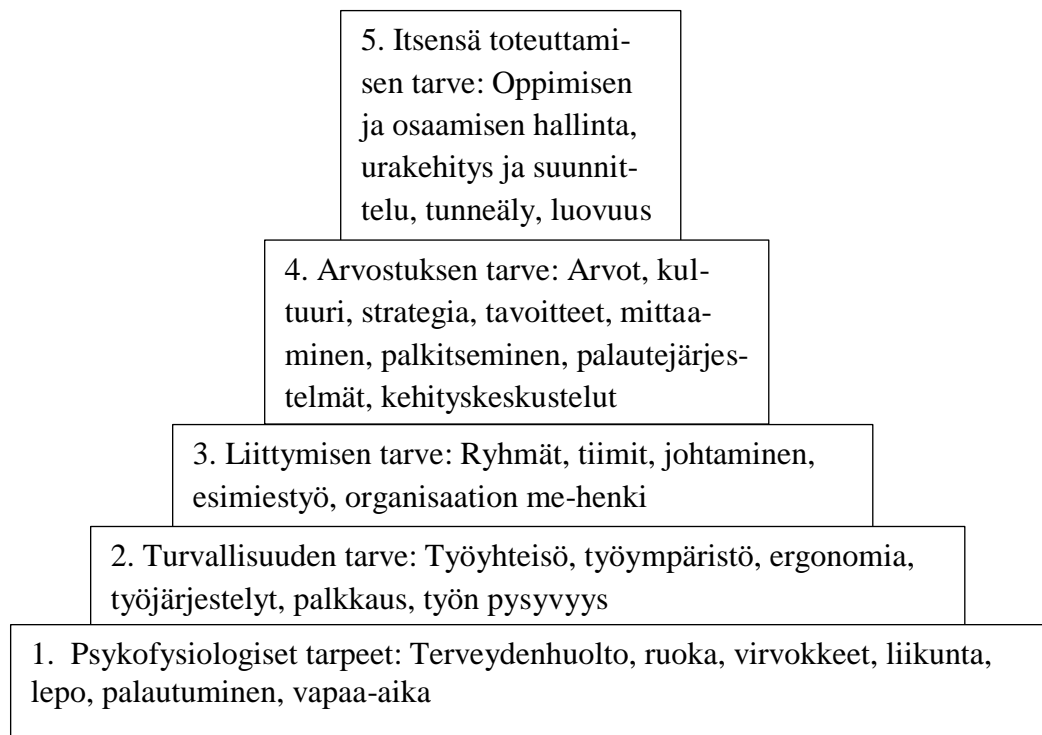 5. Itsensä toteuttami-
sen tarve: Oppimisen
ja osaamisen hallinta,
urakehitys ja suunnit-
telu, tunneäly, luovuus
4. Arvostuksen tarve: Arvot, kul-
tuuri, strategia, tavoitteet, mittaa-
minen, palkitseminen, palautejärjes-
telmät, kehityskeskustelut
3. Liittymisen tarve: Ryhmät, tiimit, johtaminen,
esimiestyö, organisaation me-henki
2. Turvallisuuden tarve: Työyhteisö, työympäristö, ergonomia,
työjärjestelyt, palkkaus, työn pysyvyys
1. Psykofysiologiset tarpeet: Terveydenhuolto, ruoka, virvokkeet, liikunta,
lepo, palautuminen, vapaa-aika